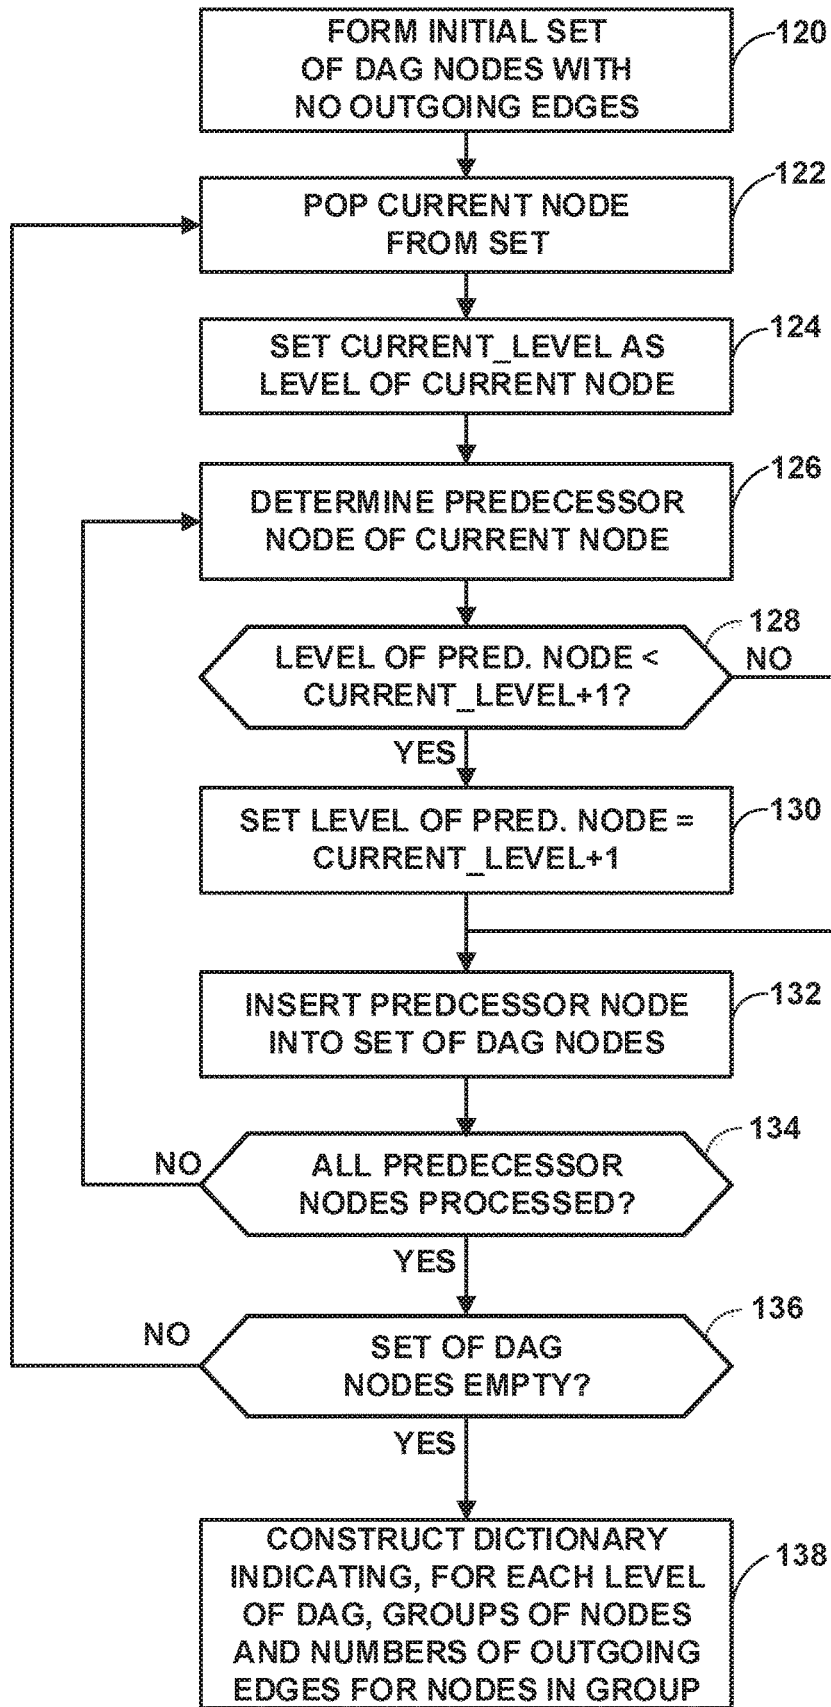 FORM INITIAL SET
OF DAG NODES WITH
NO OUTGOING EDGES
120
POP CURRENT NODE
FROM SET
122
SET CURRENT_LEVEL AS
LEVEL OF CURRENT NODE
124
DETERMINE PREDECESSOR
NODE OF CURRENT NODE
126
LEVEL OF PRED. NODE <
CURRENT_LEVEL+1?
128
NO
YES
SET LEVEL OF PRED. NODE =
CURRENT_LEVEL+1
130
INSERT PREDCESSOR NODE
INTO SET OF DAG NODES
132
ALL PREDECESSOR
NODES PROCESSED?
134
NO
YES
SET OF DAG
NODES EMPTY?
136
NO
YES
CONSTRUCT DICTIONARY
INDICATING, FOR EACH LEVEL
OF DAG, GROUPS OF NODES
AND NUMBERS OF OUTGOING
EDGES FOR NODES IN GROUP
138